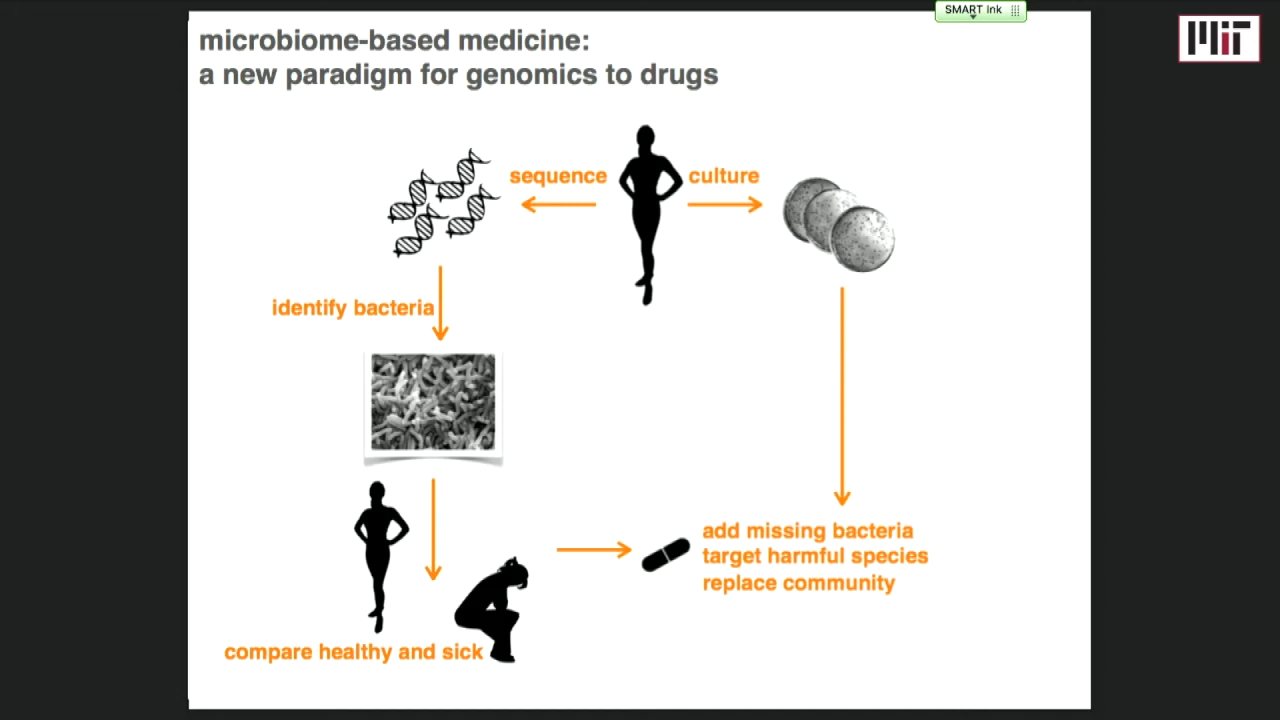 SMART Ink
MIT
microbiome-based medicine:
a new paradigm for genomics to drugs
sequence
culture
identify bacteria
add missing bacteria
target harmful species
replace community
compare healthy and sick